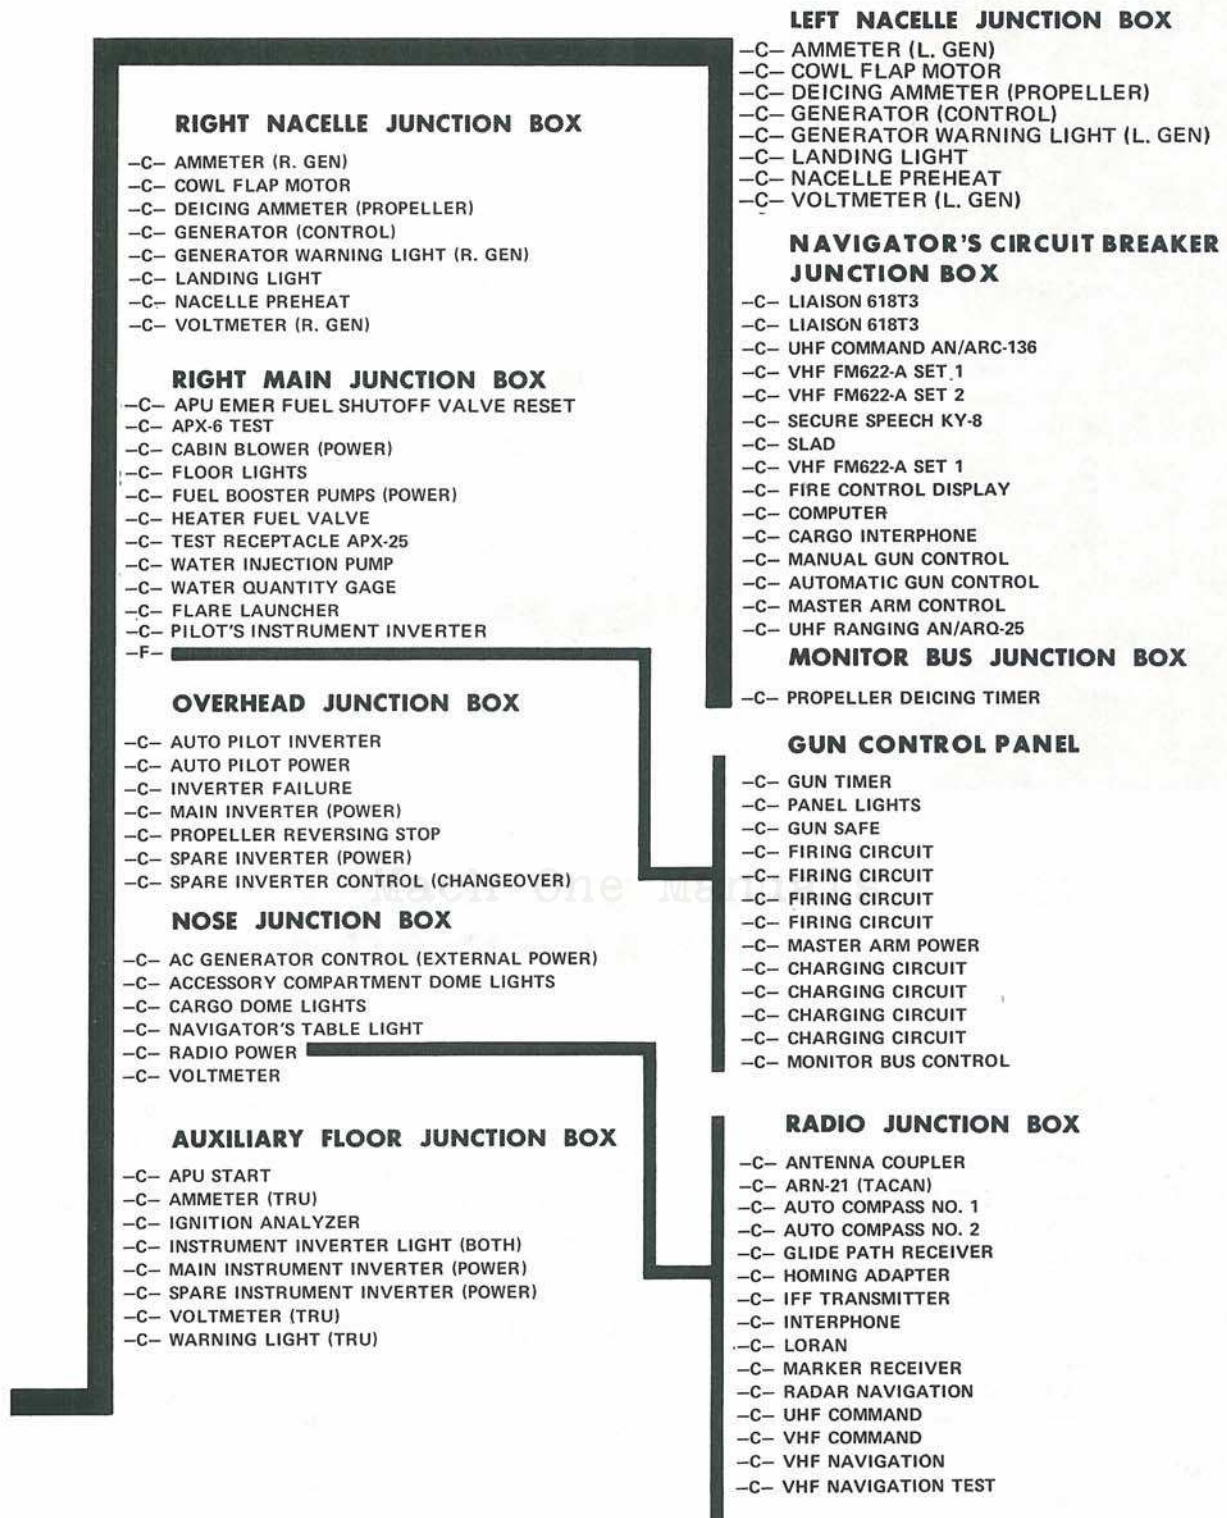 RIGHT NACELLE JUNCTION BOX
–C– AMMETER (R. GEN)
–C– COWL FLAP MOTOR
–C– DEICING AMMETER (PROPELLER)
–C– GENERATOR (CONTROL)
–C– GENERATOR WARNING LIGHT (R. GEN)
–C– LANDING LIGHT
–C– NACELLE PREHEAT
–C– VOLTMETER (R. GEN)
RIGHT MAIN JUNCTION BOX
–C– APU EMER FUEL SHUTOFF VALVE RESET
–C– APX-6 TEST
–C– CABIN BLOWER (POWER)
–C– FLOOR LIGHTS
–C– FUEL BOOSTER PUMPS (POWER)
–C– HEATER FUEL VALVE
–C– TEST RECEPTACLE APX-25
–C– WATER INJECTION PUMP
–C– WATER QUANTITY GAGE
–C– FLARE LAUNCHER
–C– PILOT'S INSTRUMENT INVERTER
–F–
OVERHEAD JUNCTION BOX
–C– AUTO PILOT INVERTER
–C– AUTO PILOT POWER
–C– INVERTER FAILURE
–C– MAIN INVERTER (POWER)
–C– PROPELLER REVERSING STOP
–C– SPARE INVERTER (POWER)
–C– SPARE INVERTER CONTROL (CHANGEOVER)
NOSE JUNCTION BOX
–C– AC GENERATOR CONTROL (EXTERNAL POWER)
–C– ACCESSORY COMPARTMENT DOME LIGHTS
–C– CARGO DOME LIGHTS
–C– NAVIGATOR'S TABLE LIGHT
–C– RADIO POWER
–C– VOLTMETER
AUXILIARY FLOOR JUNCTION BOX
–C– APU START
–C– AMMETER (TRU)
–C– IGNITION ANALYZER
–C– INSTRUMENT INVERTER LIGHT (BOTH)
–C– MAIN INSTRUMENT INVERTER (POWER)
–C– SPARE INSTRUMENT INVERTER (POWER)
–C– VOLTMETER (TRU)
–C– WARNING LIGHT (TRU)
LEFT NACELLE JUNCTION BOX
–C– AMMETER (L. GEN)
–C– COWL FLAP MOTOR
–C– DEICING AMMETER (PROPELLER)
–C– GENERATOR (CONTROL)
–C– GENERATOR WARNING LIGHT (L. GEN)
–C– LANDING LIGHT
–C– NACELLE PREHEAT
–C– VOLTMETER (L. GEN)
NAVIGATOR'S CIRCUIT BREAKER
JUNCTION BOX
–C– LIAISON 618T3
–C– LIAISON 618T3
–C– UHF COMMAND AN/ARC-136
–C– VHF FM622-A SET 1
–C– VHF FM622-A SET 2
–C– SECURE SPEECH KY-8
–C– SLAD
–C– VHF FM622-A SET 1
–C– FIRE CONTROL DISPLAY
–C– COMPUTER
–C– CARGO INTERPHONE
–C– MANUAL GUN CONTROL
–C– AUTOMATIC GUN CONTROL
–C– MASTER ARM CONTROL
–C– UHF RANGING AN/ARQ-25
MONITOR BUS JUNCTION BOX
–C– PROPELLER DEICING TIMER
GUN CONTROL PANEL
–C– GUN TIMER
–C– PANEL LIGHTS
–C– GUN SAFE
–C– FIRING CIRCUIT
–C– FIRING CIRCUIT
–C– FIRING CIRCUIT
–C– FIRING CIRCUIT
–C– MASTER ARM POWER
–C– CHARGING CIRCUIT
–C– CHARGING CIRCUIT
–C– CHARGING CIRCUIT
–C– CHARGING CIRCUIT
–C– MONITOR BUS CONTROL
RADIO JUNCTION BOX
–C– ANTENNA COUPLER
–C– ARN-21 (TACAN)
–C– AUTO COMPASS NO. 1
–C– AUTO COMPASS NO. 2
–C– GLIDE PATH RECEIVER
–C– HOMING ADAPTER
–C– IFF TRANSMITTER
–C– INTERPHONE
–C– LORAN
–C– MARKER RECEIVER
–C– RADAR NAVIGATION
–C– UHF COMMAND
–C– VHF COMMAND
–C– VHF NAVIGATION
–C– VHF NAVIGATION TEST
Mach One Manuals